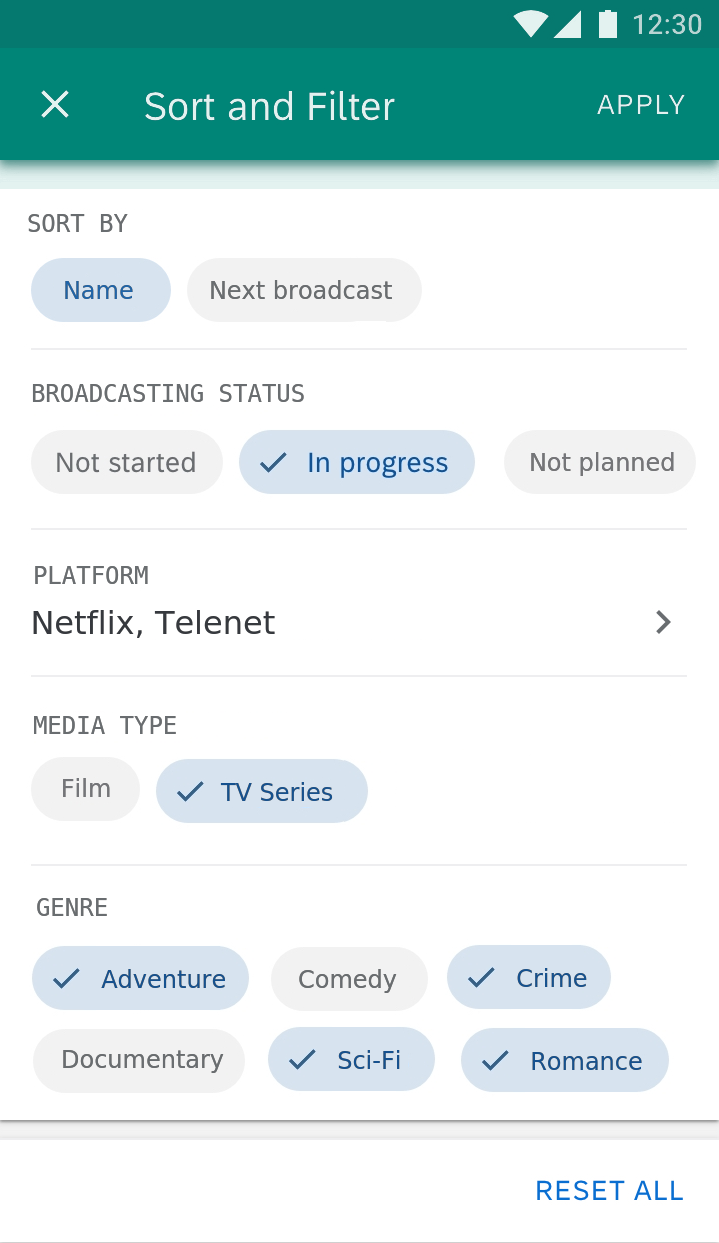 12:30
Sort and Filter APPLY
SORT BY
Name Next broadcast
BROADCASTING STATUS
Not started In progress Not planned
PLATFORM
Netflix, Telenet
MEDIA TYPE
Film TV Series
GENRE
Adventure Comedy Crime
Documentary Sci-Fi Romance
RESET ALL